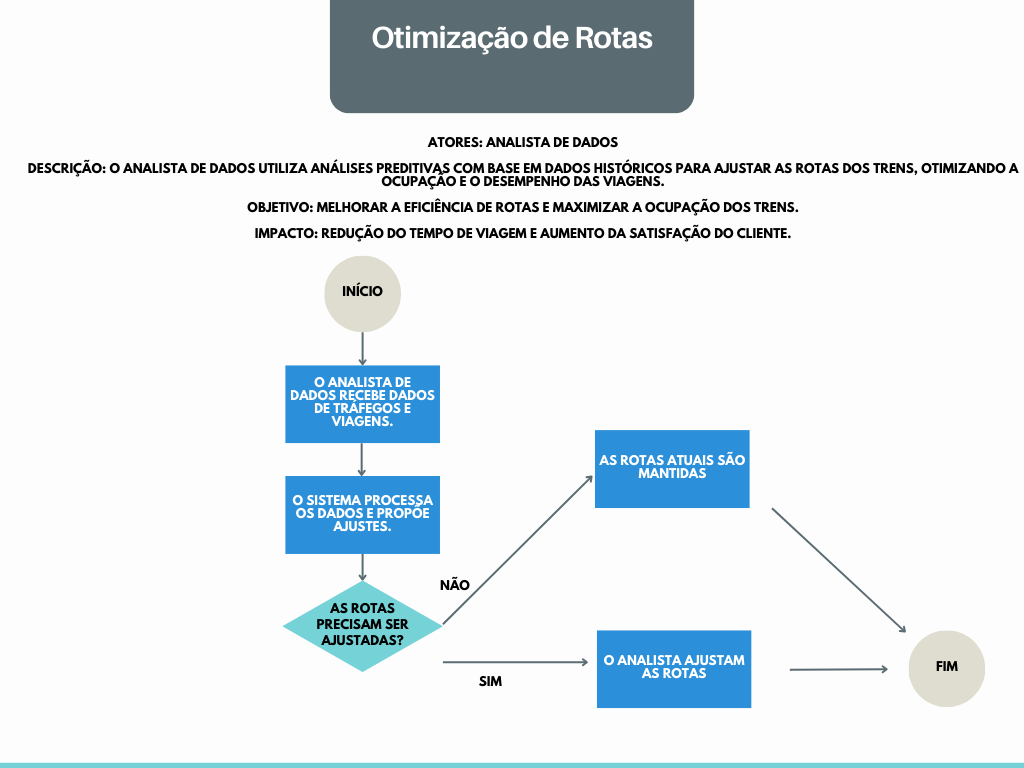 Otimização de Rotas
ATORES: ANALISTA DE DADOS
DESCRIÇÃO: O ANALISTA DE DADOS UTILIZA ANÁLISES PREDITIVAS COM BASE EM DADOS HISTÓRICOS PARA AJUSTAR AS ROTAS DOS TRENS, OTIMIZANDO A
OCUPAÇÃO E O DESEMPENHO DAS VIAGENS.
OBJETIVO: MELHORAR A EFICIÊNCIA DE ROTAS E MAXIMIZAR A OCUPAÇÃO DOS TRENS.
IMPACTO: REDUÇÃO DO TEMPO DE VIAGEM E AUMENTO DA SATISFAÇÃO DO CLIENTE.
INÍCIO
O ANALISTA DE
DADOS RECEBE DADOS
DE TRÁFEGOS E
VIAGENS.
O SISTEMA PROCESSA
OS DADOS E PROPÕE
AJUSTES.
AS ROTAS
PRECISAM SER
AJUSTADAS?
NÃO
AS ROTAS ATUAIS SÃO
MANTIDAS
SIM
O ANALISTA AJUSTAM
AS ROTAS
FIM